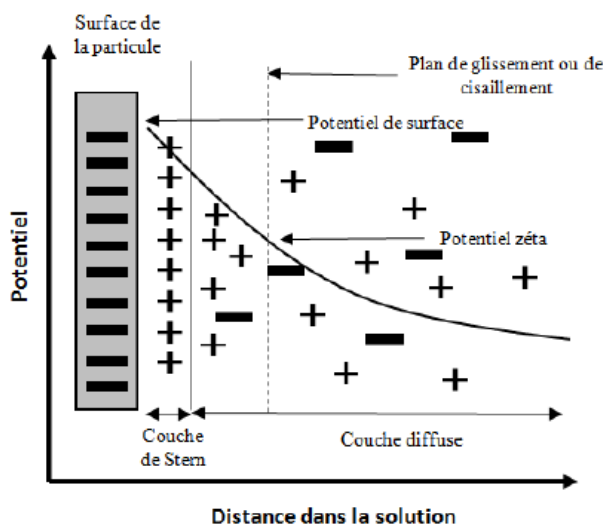 Surface de
la particule
Plan de glissement ou de
cisaillement
Potentiel de surface
Potentiel zéta
Potentiel
Couche
de Stern
Couche diffuse
Distance dans la solution